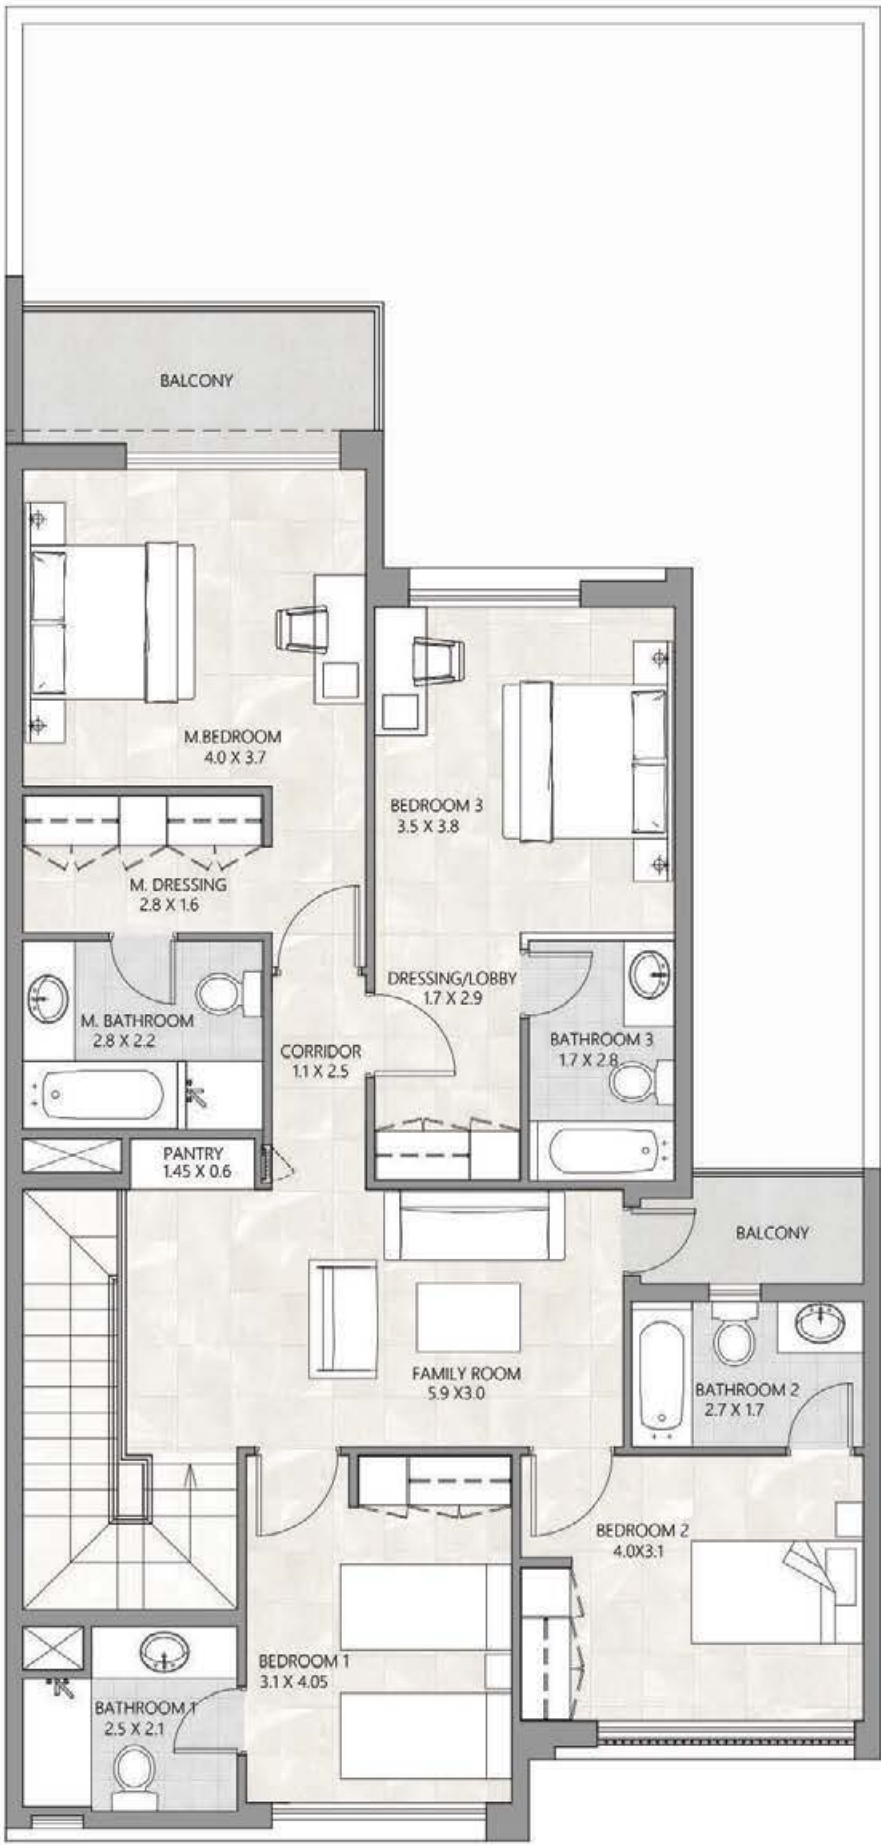 BALCONY
M.BEDROOM
4.0 X 3.7
BEDROOM 3
3.5 X 3.8
M. DRESSING
2.8 X 1.6
DRESSING/LOBBY
1.7 X 2.9
M. BATHROOM
2.8 X 2.2
BATHROOM 3
1.7 X 2.8
CORRIDOR
1.1 X 2.5
PANTRY
1.45 X 0.6
BALCONY
FAMILY ROOM
5.9 X3.0
BATHROOM 2
2.7 X 1.7
BEDROOM 2
4.0X3.1
BEDROOM 1
3.1 X 4.05
BATHROOM 1
2.5 X 2.1